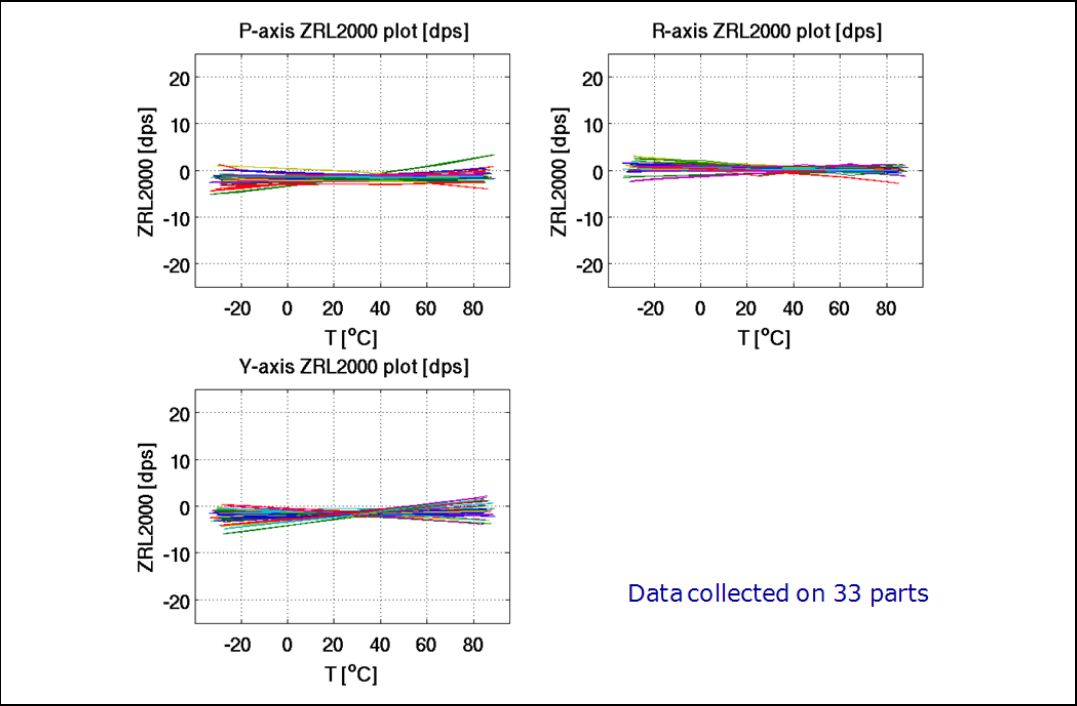 P-axis ZRL2000 plot [dps]
ZRL2000 [dps]
20
10
0
-10
-20
-20 0 20 40 60 80
T [°C]
R-axis ZRL2000 plot [dps]
ZRL2000 [dps]
20
10
0
-10
-20
-20 0 20 40 60 80
T [°C]
Y-axis ZRL2000 plot [dps]
ZRL2000 [dps]
20
10
0
-10
-20
-20 0 20 40 60 80
T [°C]
Data collected on 33 parts